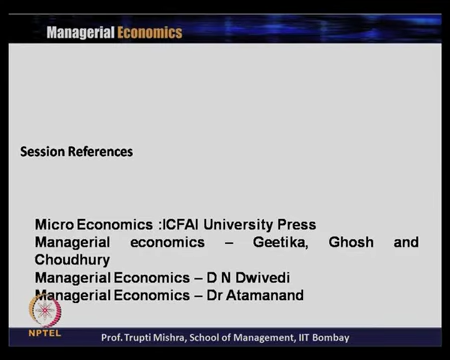 Managerial Economics
Session References
Micro Economics :ICFAI University Press
Managerial economics – Geetika, Ghosh and
Choudhury
Managerial Economics – D N Dwivedi
Managerial Economics – Dr Atamanand
NPTEL
Prof. Trupti Mishra, School of Management, IIT Bombay